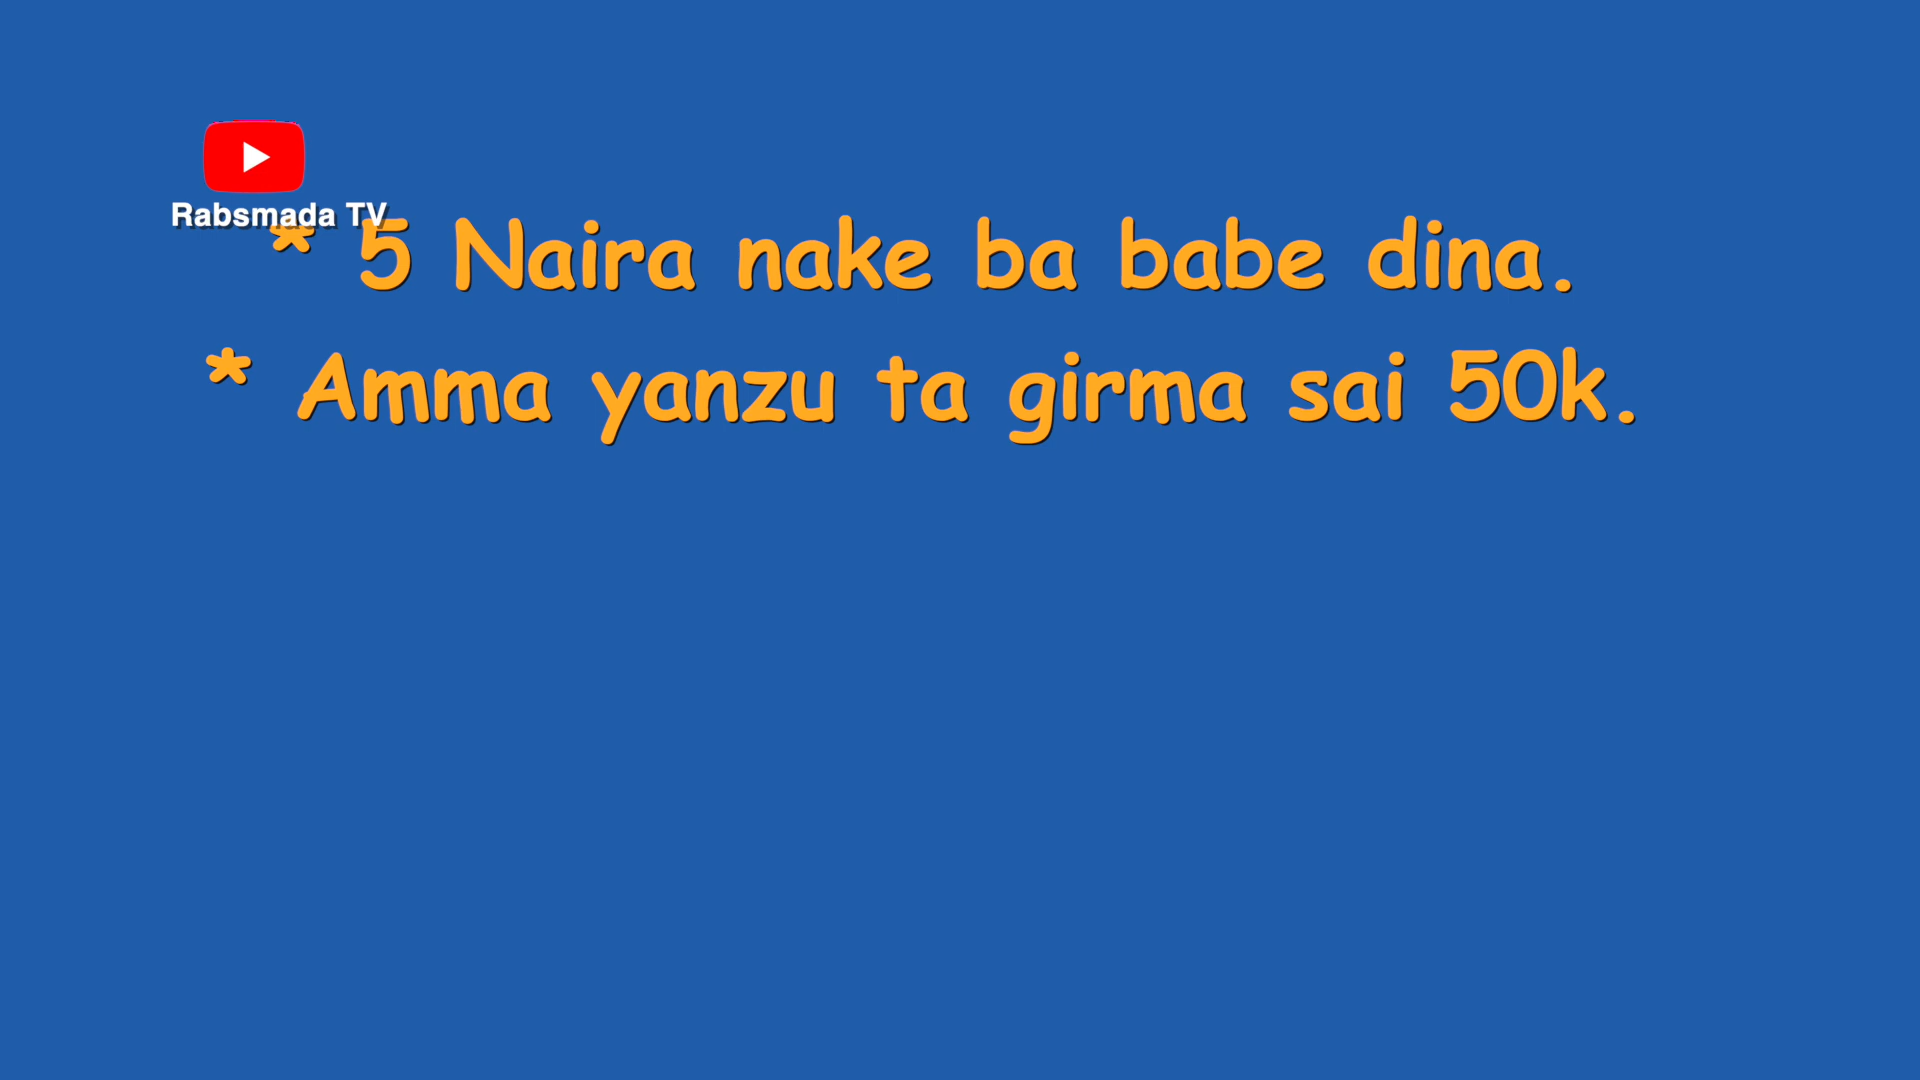 Rabsmada TV
* 5 Naira nake ba babe dina.
* Amma yanzu ta girma sai 50k.